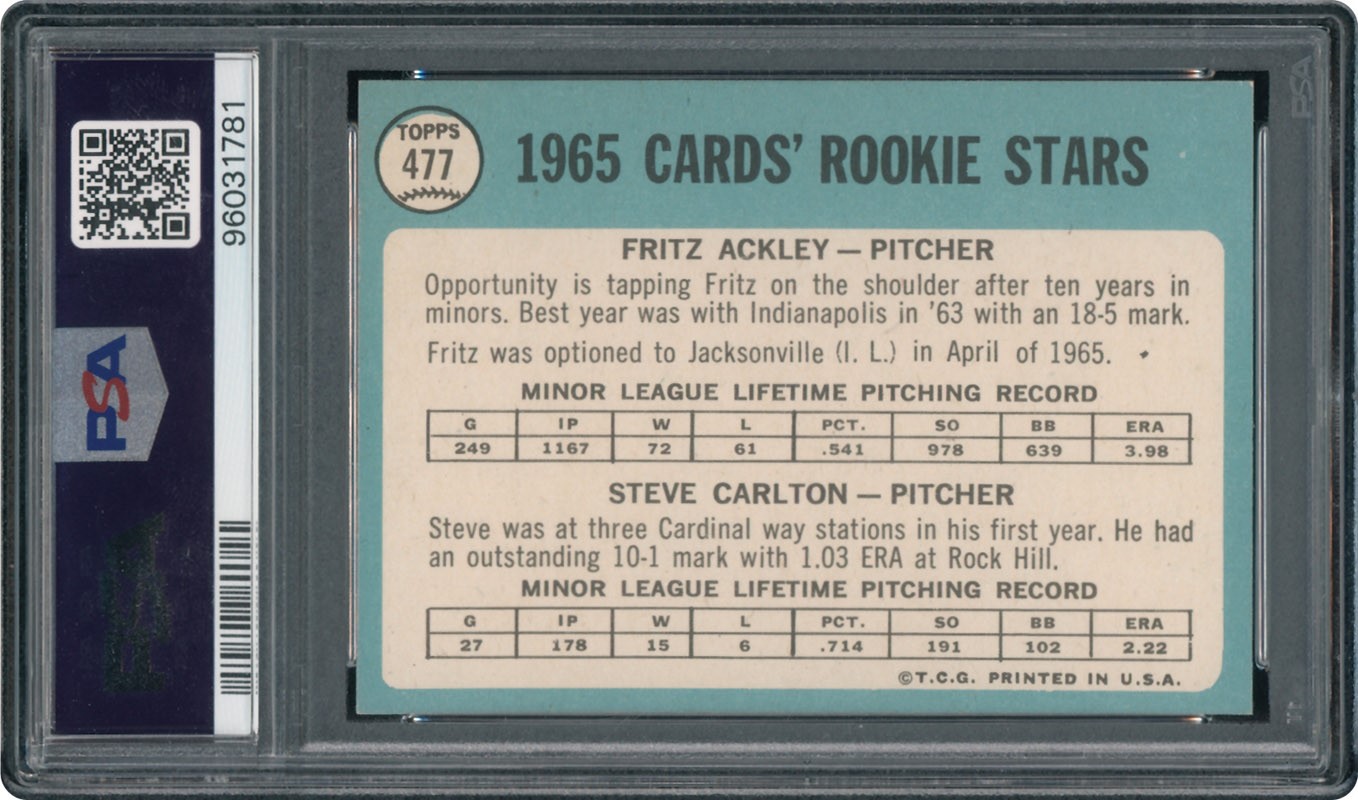 PSA
96031781
PSA
PSA
TOPPS
477
1965 CARDS' ROOKIE STARS
FRITZ ACKLEY — PITCHER
Opportunity is tapping Fritz on the shoulder after ten years in
minors. Best year was with Indianapolis in '63 with an 18-5 mark.
Fritz was optioned to Jacksonville (I. L.) in April of 1965.
MINOR LEAGUE LIFETIME PITCHING RECORD
G IP W L PCT. SO BB ERA
249 1167 72 61 .541 978 639 3.98
STEVE CARLTON — PITCHER
Steve was at three Cardinal way stations in his first year. He had
an outstanding 10-1 mark with 1.03 ERA at Rock Hill.
MINOR LEAGUE LIFETIME PITCHING RECORD
G IP W L PCT. SO BB ERA
27 178 15 6 .714 191 102 2.22
©T.C.G. PRINTED IN U.S.A.
PSA